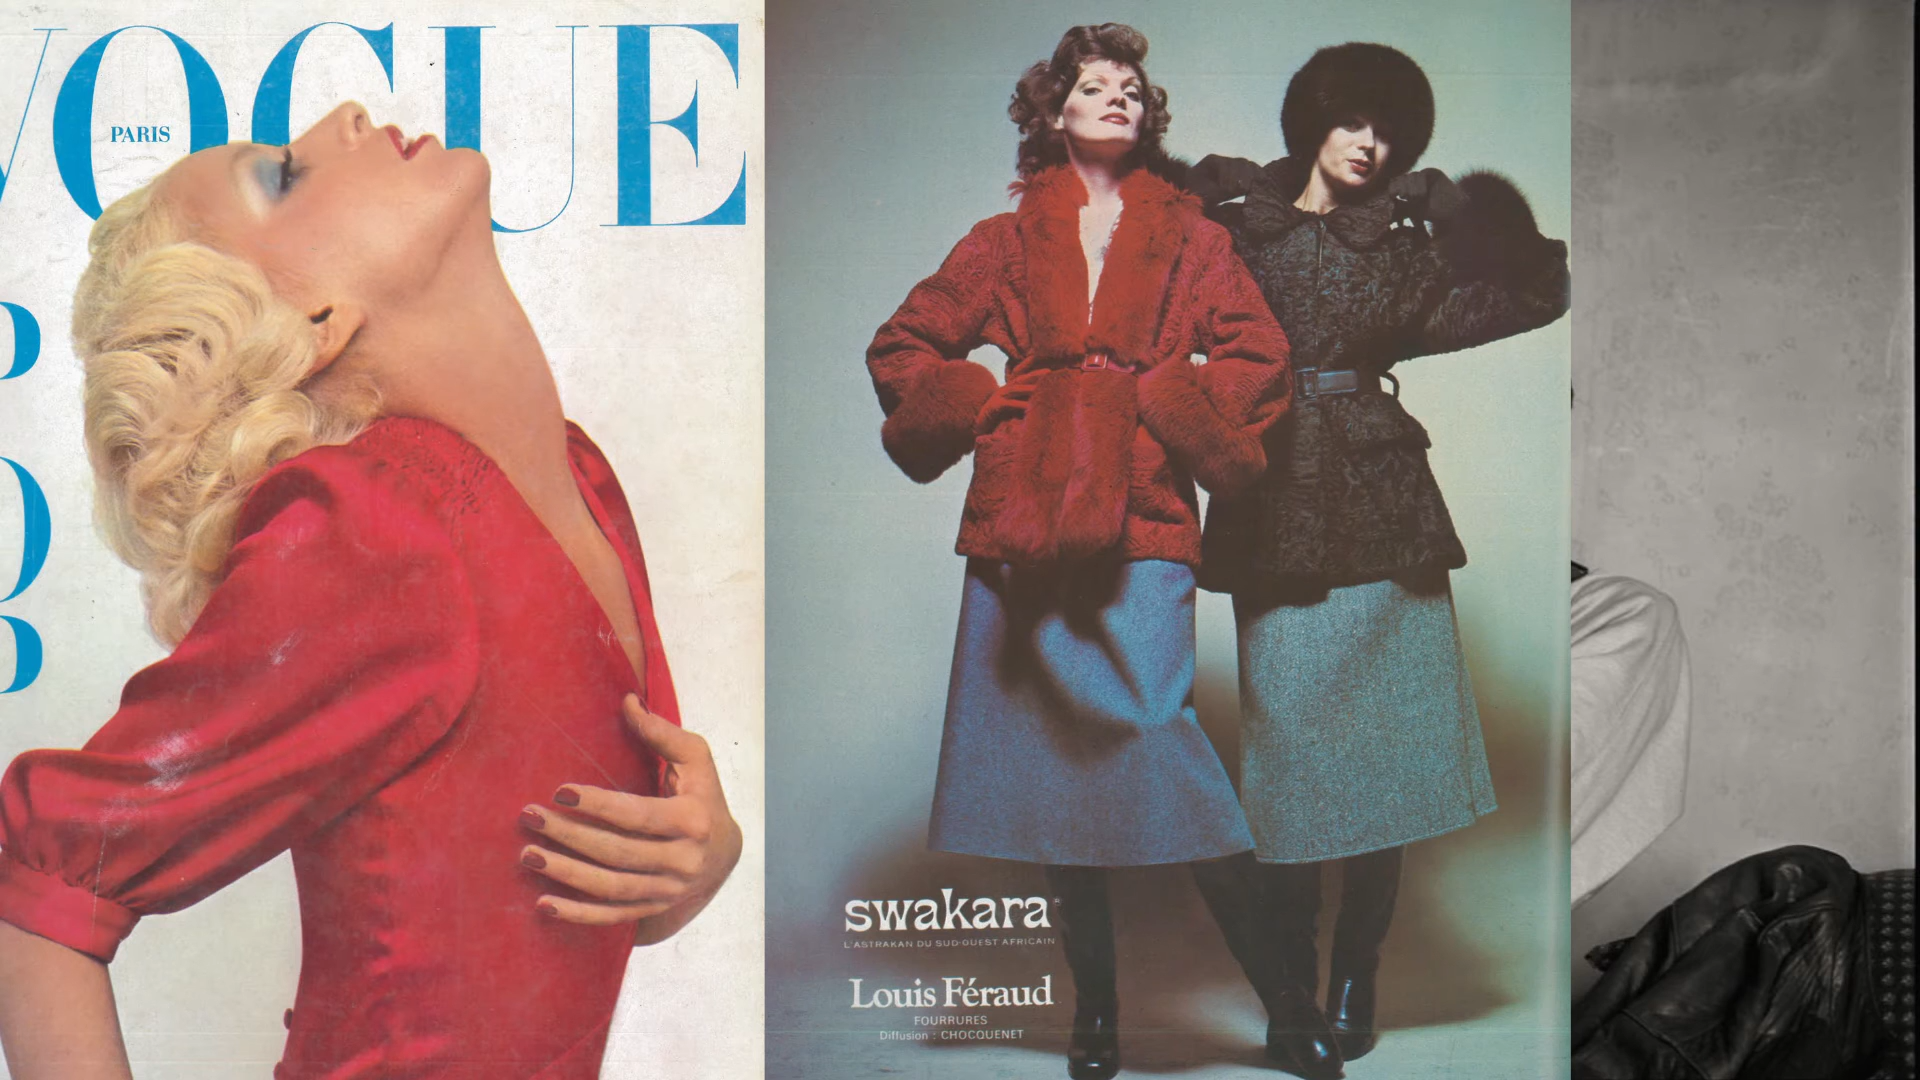 VOGUE
PARIS
swakara®
L'ASTRAKAN DU SUD-OUEST AFRICAIN
Louis Féraud
FOURRURES
Diffusion : CHOCQUENET